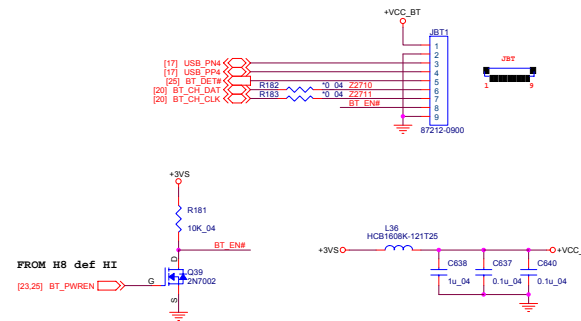 +VCC_BT
JBT1
[17] USB_PN4
[17] USB_PP4
[25] BT_DET#
[20] BT_CH_DAT
[20] BT_CH_CLK
R182
*0_04
Z2710
R183
*0_04
Z2711
BT_EN#
1
2
3
4
5
6
7
8
9
87212-0900
JBT
1
9
+3VS
R181
10K_04
BT_EN#
FROM H8 def HI
[23,25] BT_PWREN
G
D
S
Q39
2N7002
L36
HCB1608K-121T25
+3VS
+VCC_
C638
1u_04
C637
0.1u_04
C640
0.1u_04